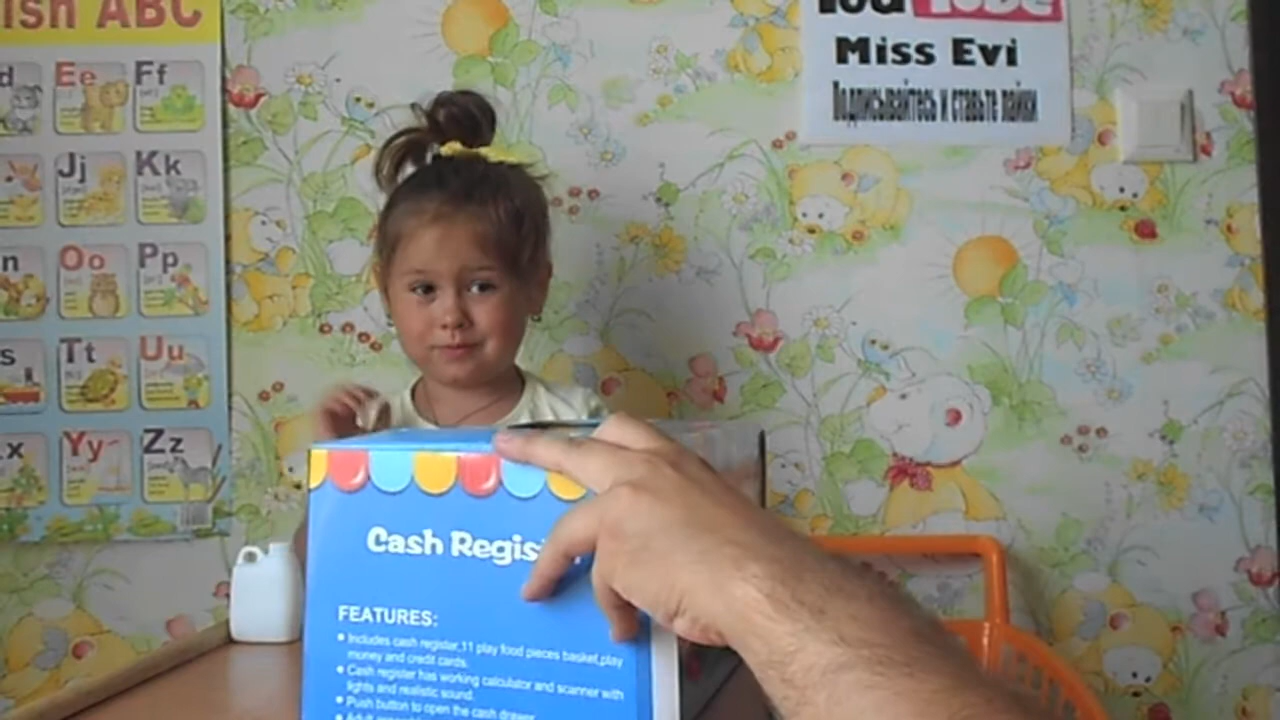 ish ABC
d Ee Ff
Jj Kk
n Oo Pp
s Tt Uu
x Yy Zz
YouTube
Miss Evi
Подписывайтесь и ставьте лайки
Cash Regis
FEATURES:
Includes cash register,11 play food pieces basket,play
money and credit cards.
Cash register has working calculator and scanner with
lights and realistic sound.
Push button to open the cash drawer